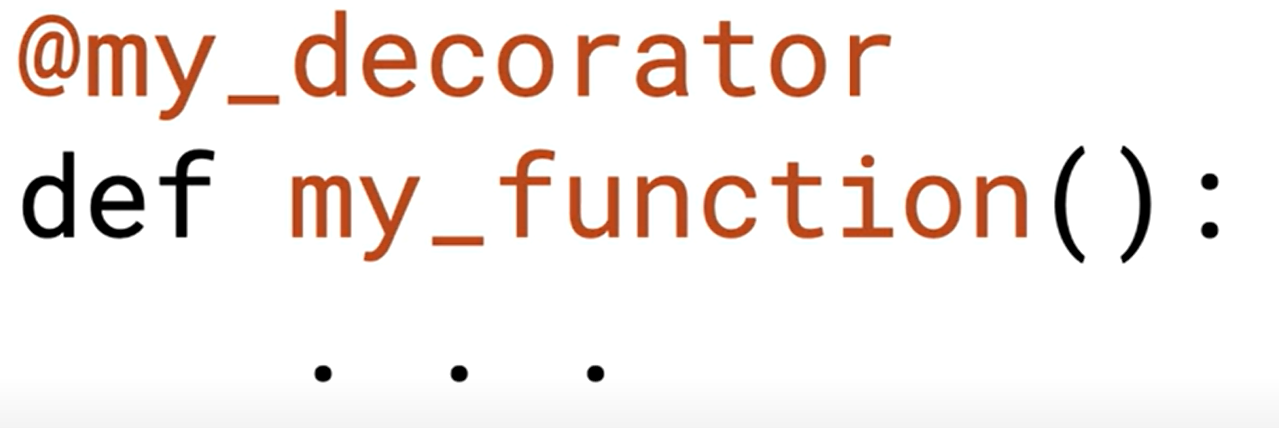 @my_decorator
def my_function():
. . .